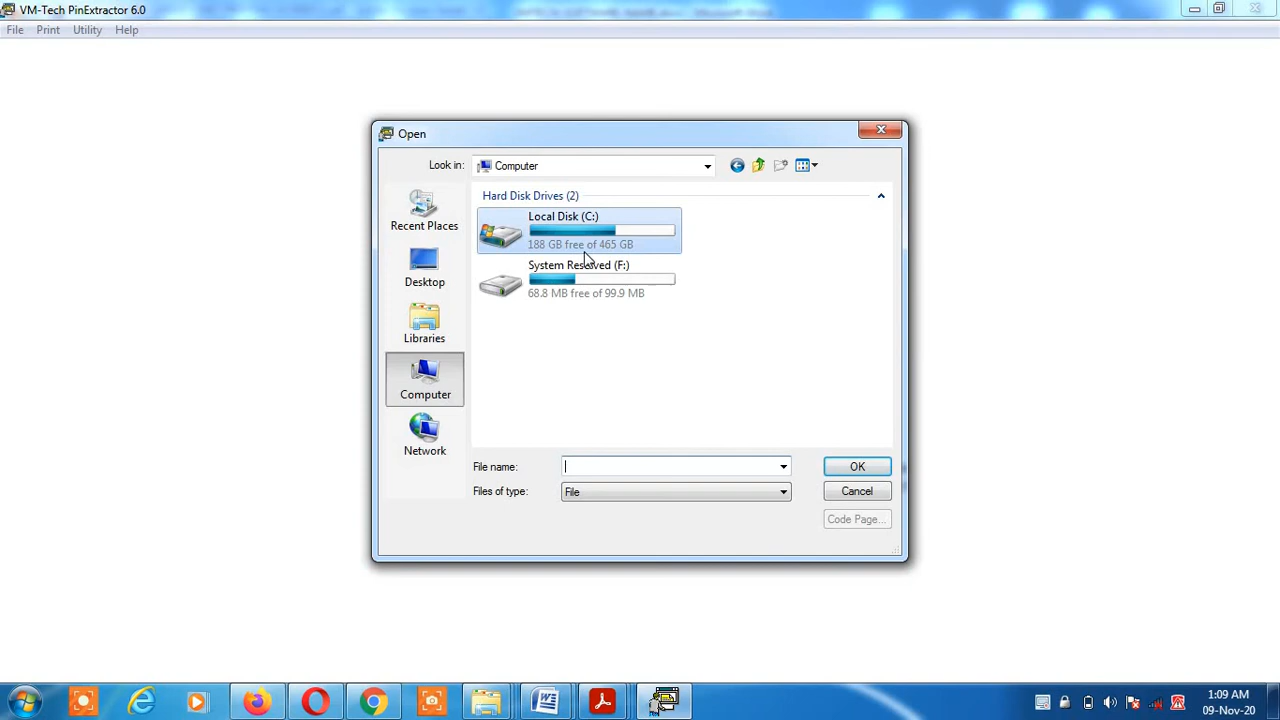 VM-Tech PinExtractor 6.0
File Print Utility Help
Open
Look in: Computer
Hard Disk Drives (2)
Local Disk (C:)
188 GB free of 465 GB
System Reserved (F:)
68.8 MB free of 99.9 MB
Recent Places
Desktop
Libraries
Computer
Network
File name: OK
Files of type: File Cancel
Code Page...
1:09 AM
09-Nov-20